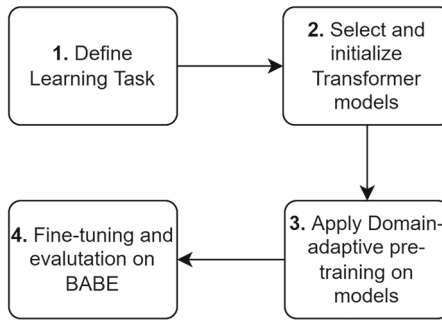 1. Define
Learning Task
2. Select and
initialize
Transformer
models
3. Apply Domain-
adaptive pre-
training on
models
4. Fine-tuning and
evalutation on
BABE